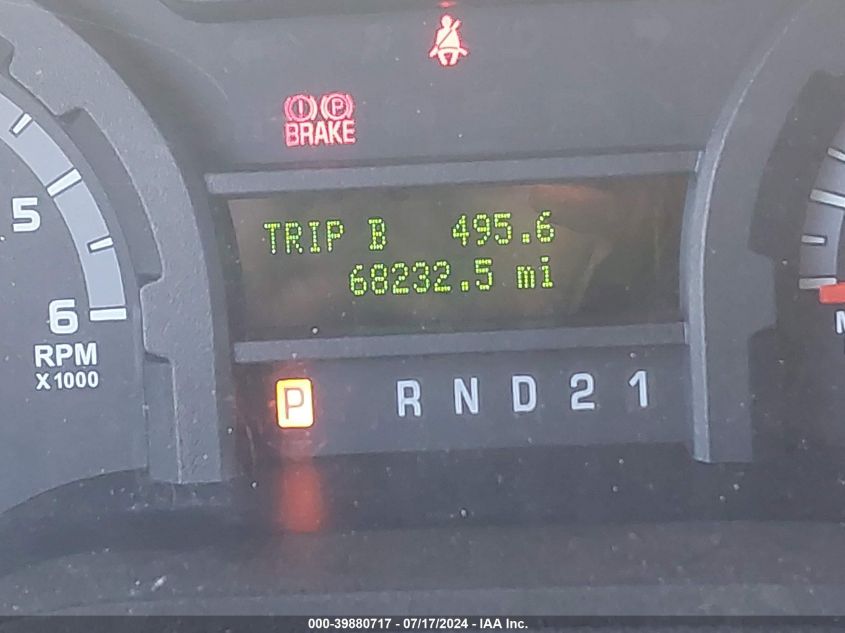 P
BRAKE
TRIP B 495.6
68232.5 mi
5
6
RPM
X1000
P R N D 2 1
000-39880717 - 07/17/2024 - IAA Inc.